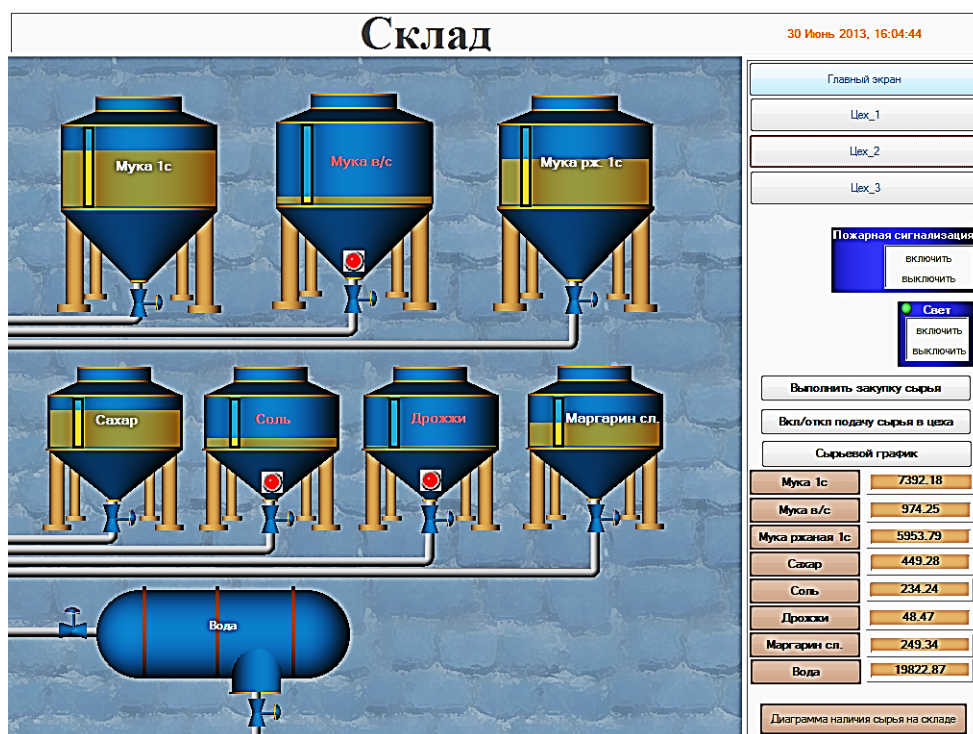 Склад
30 Июнь 2013, 16:04:44
Главный экран
Цех_1
Цех_2
Цех_3
Пожарная сигнализация
включить
выключить
Свет
включить
выключить
Выполнить закупку сырья
Вкл/откл подачу сырья в цеха
Сырьевой график
Мука 1с 7392.18
Мука в/с 974.25
Мука ржаная 1с 5953.79
Сахар 449.28
Соль 234.24
Дрожжи 48.47
Маргарин сл. 249.34
Вода 19822.87
Диаграмма наличия сырья на складе
Мука 1с
Мука в/с
Мука рж. 1с
Сахар
Соль
Дрожжи
Маргарин сл.
Вода